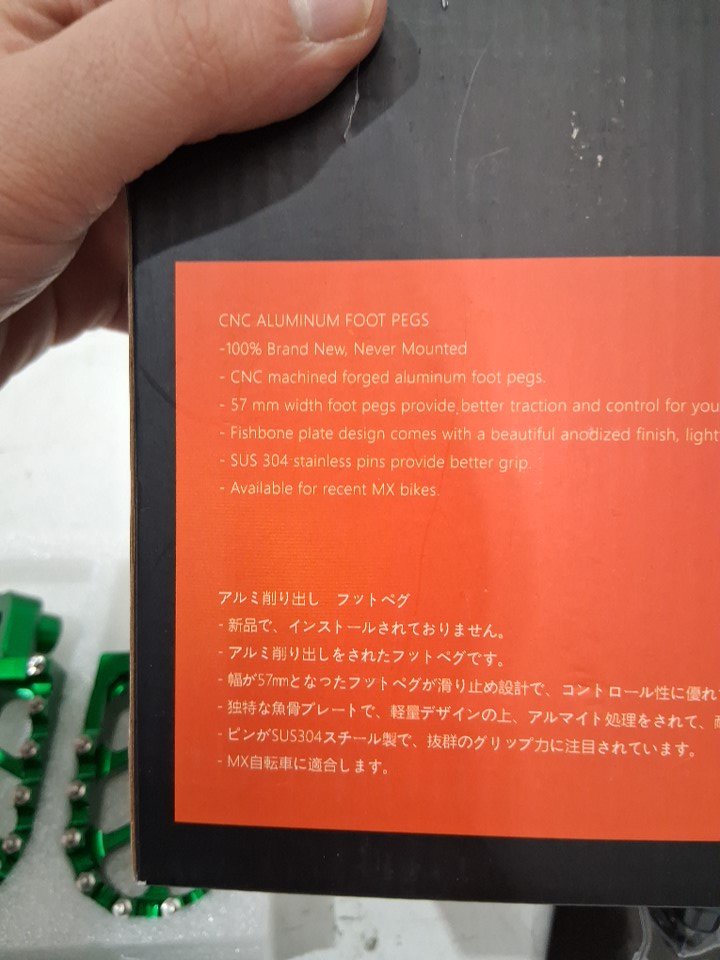 CNC ALUMINUM FOOT PEGS
-100% Brand New, Never Mounted
- CNC machined forged aluminum foot pegs.
- 57 mm width foot pegs provide better traction and control for you
- Fishbone plate design comes with a beautiful anodized finish, light
- SUS 304 stainless pins provide better grip.
- Available for recent MX bikes.
アルミ削り出し　フットペグ
- 新品で、インストールされておりません。
- アルミ削り出しをされたフットペグです。
- 幅が57㎜となったフットペグが滑り止め設計で、コントロール性に優れ
- 独特な魚骨プレートで、軽量デザインの上、アルマイト処理をされて、
- ピンがSUS304スチール製で、抜群のグリップ力に注目されています。
- MX自転車に適合します。